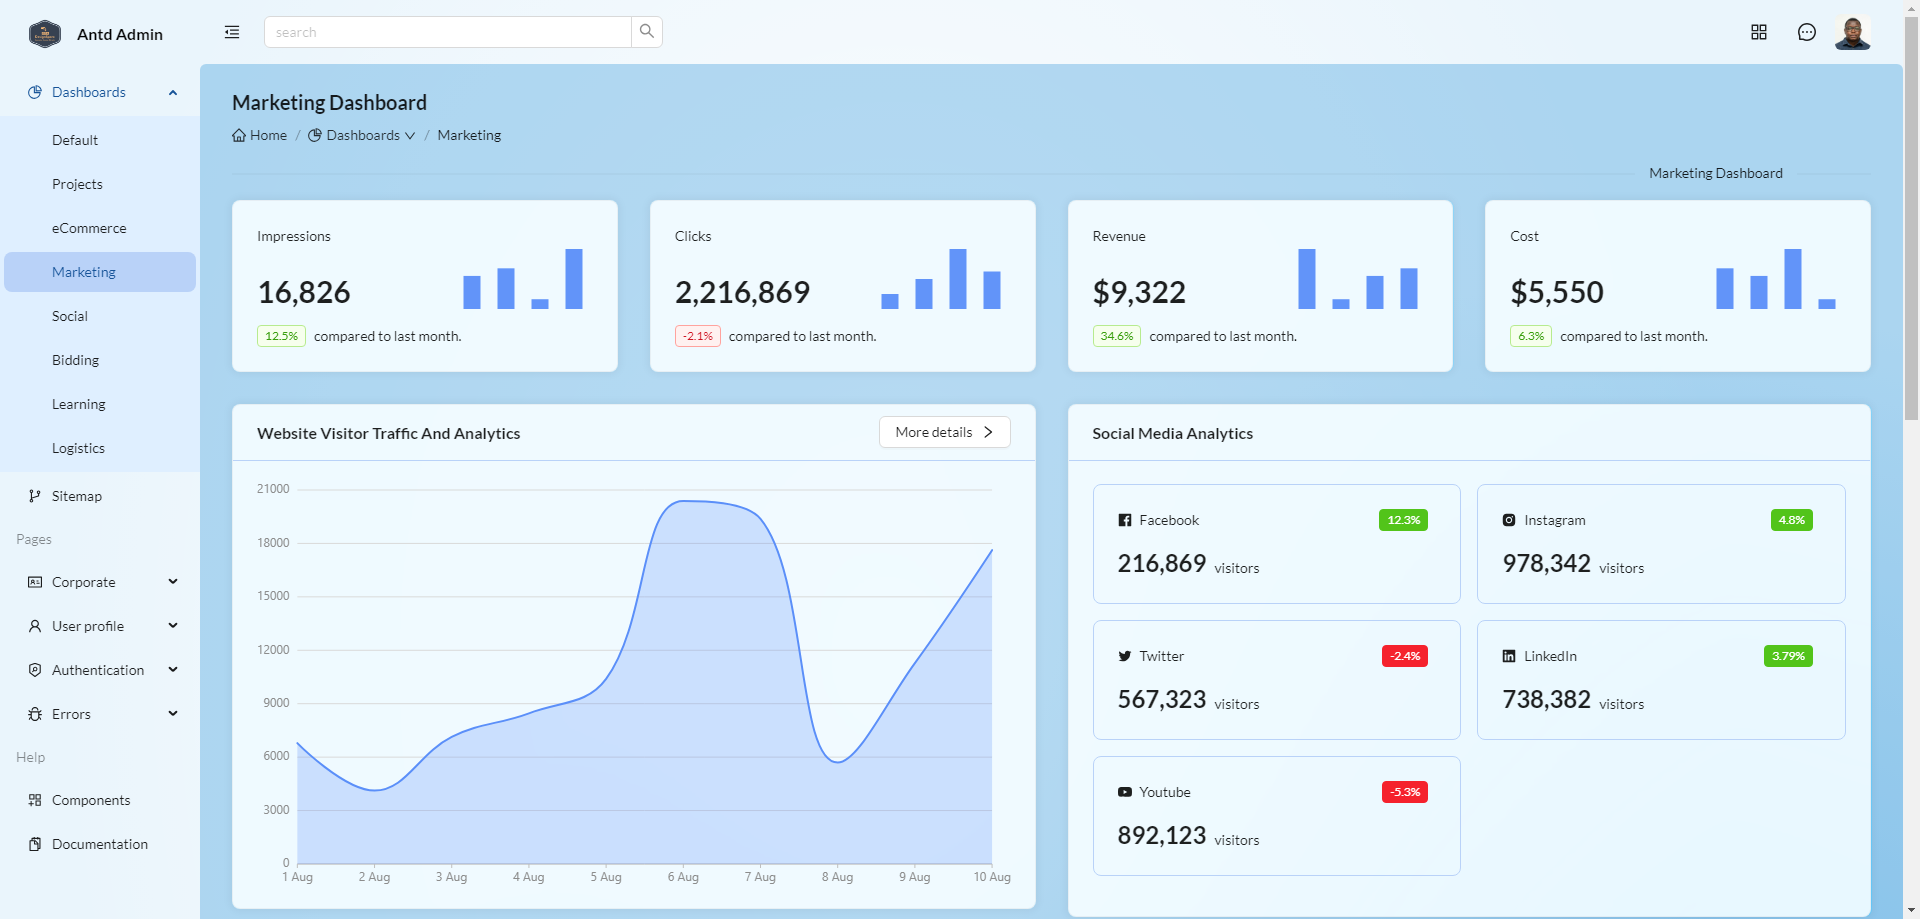 Antd Admin
search
Dashboards
Default
Projects
eCommerce
Marketing
Social
Bidding
Learning
Logistics
Sitemap
Pages
Corporate
User profile
Authentication
Errors
Help
Components
Documentation
Marketing Dashboard
Home / Dashboards / Marketing
Marketing Dashboard
Impressions
16,826
12.5% compared to last month.
Clicks
2,216,869
-2.1% compared to last month.
Revenue
$9,322
34.6% compared to last month.
Cost
$5,550
6.3% compared to last month.
Website Visitor Traffic And Analytics
More details
21000
18000
15000
12000
9000
6000
3000
0
1 Aug 2 Aug 3 Aug 4 Aug 5 Aug 6 Aug 7 Aug 8 Aug 9 Aug 10 Aug
Social Media Analytics
Facebook 12.3%
216,869 visitors
Instagram 4.8%
978,342 visitors
Twitter -2.4%
567,323 visitors
LinkedIn 3.79%
738,382 visitors
Youtube -5.3%
892,123 visitors